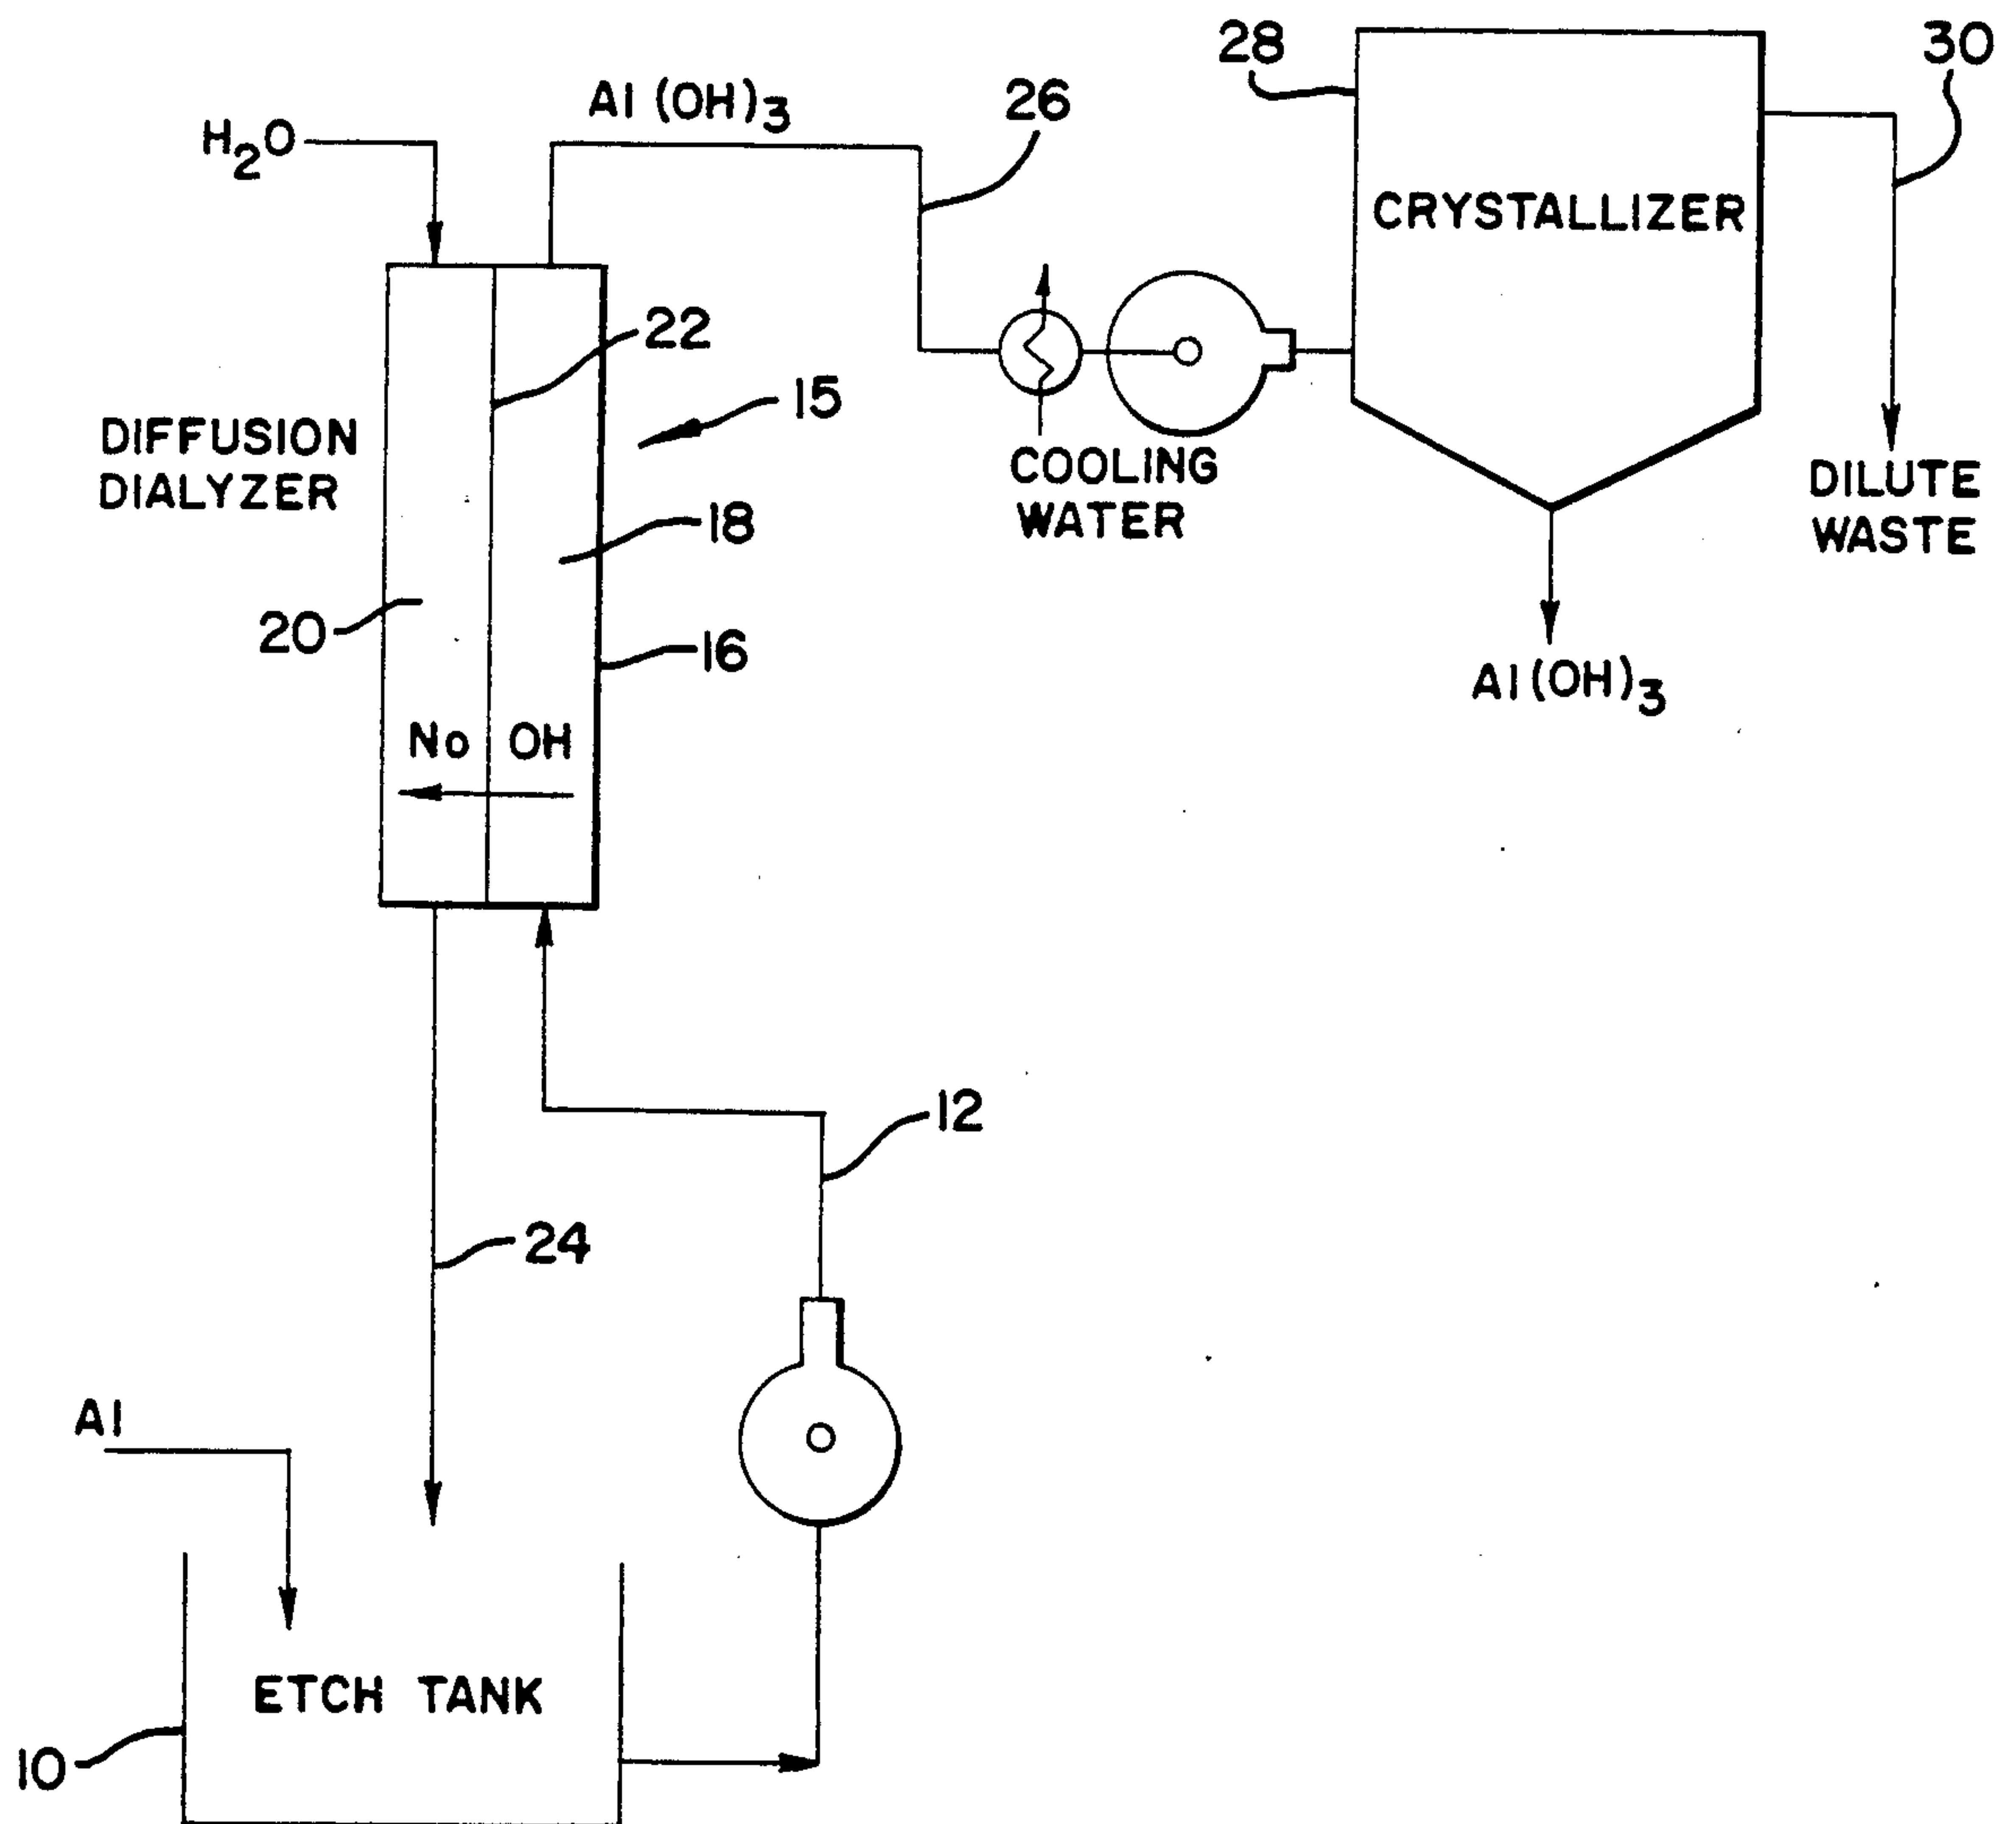 28
30
Al (OH)3
26
H2O
CRYSTALLIZER
22
15
DIFFUSION
DIALYZER
COOLING
WATER
DILUTE
WASTE
18
20
16
Al(OH)3
No OH
12
24
Al
ETCH TANK
10